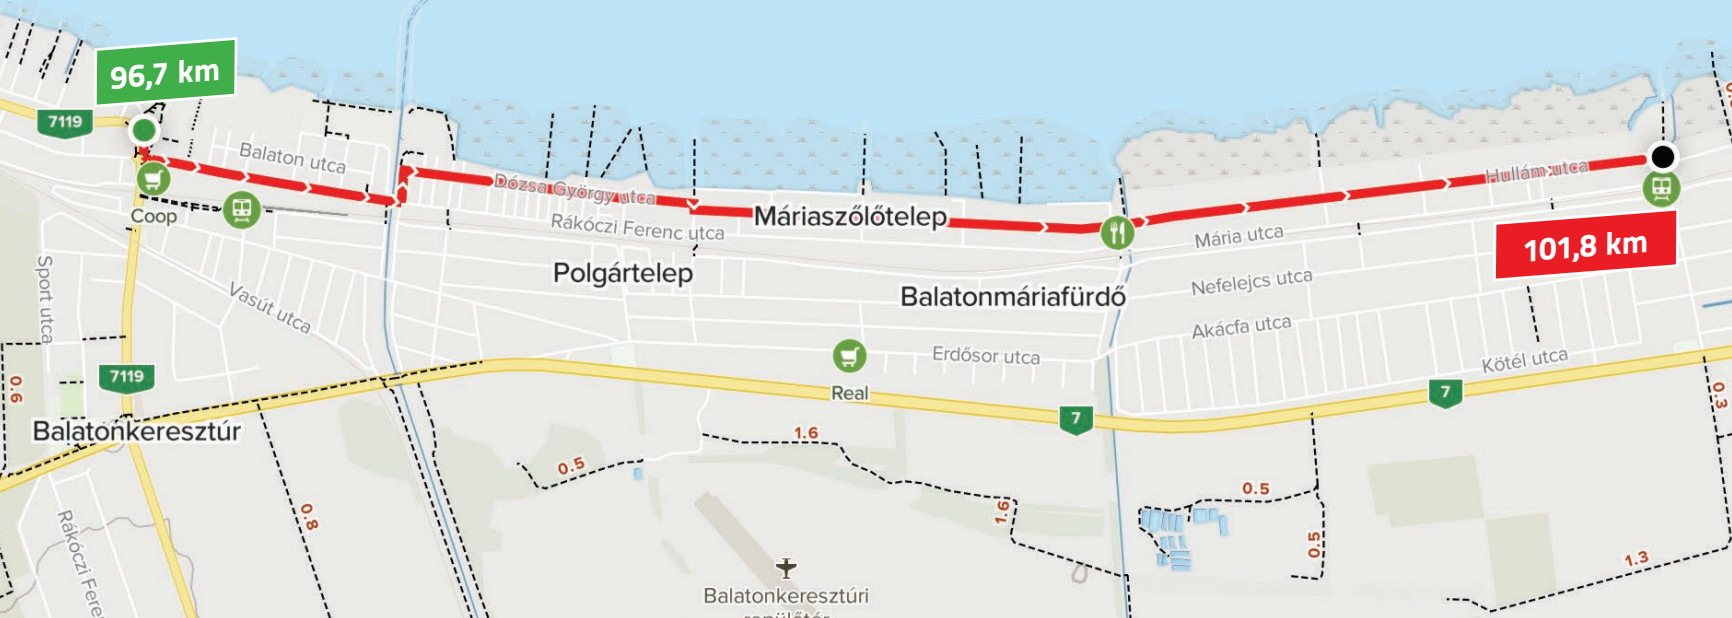 96,7 km
7119
Balaton utca
Coop
Dózsa György utca
Rákóczi Ferenc utca
Máriaszőlőtelep
Hullám utca
Mária utca
101,8 km
Polgártelep
Balatonmáriafürdő
Nefelejcs utca
Sport utca
Vasút utca
Akácfa utca
Erdősor utca
Kötél utca
7119
Real
7
7
0.6
0.3
Balatonkeresztúr
1.6
0.5
0.5
0.8
1.6
0.5
1.3
Rákóczi Feren
Balatonkeresztúri
repülőtér